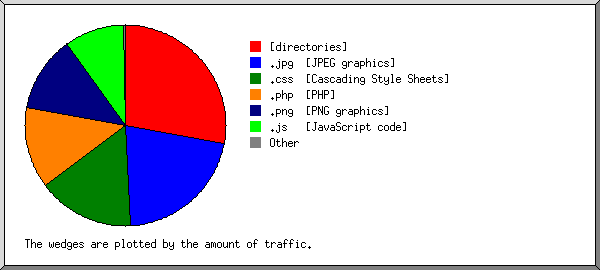 [directories]
.jpg [JPEG graphics]
.css [Cascading Style Sheets]
.php [PHP]
.png [PNG graphics]
.js [JavaScript code]
Other
The wedges are plotted by the amount of traffic.